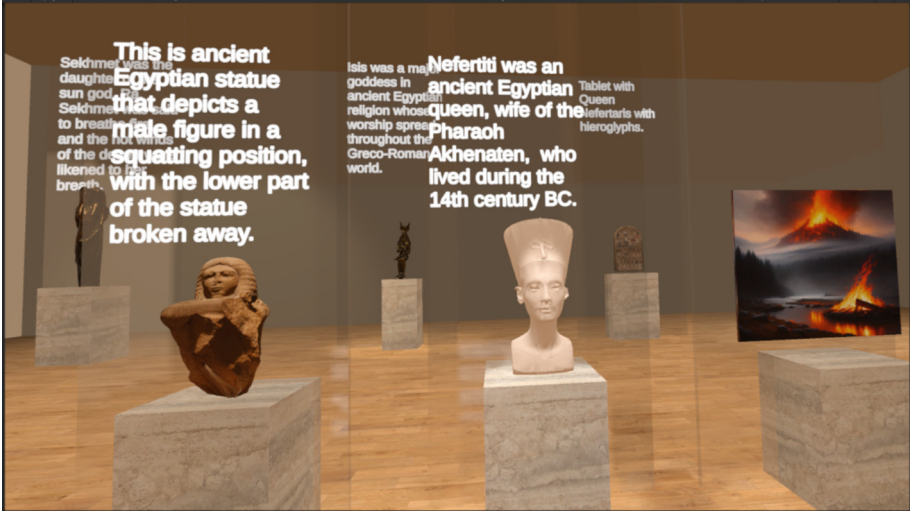 This is ancient
Egyptian statue
that depicts a
male figure in a
squatting position,
with the lower part
of the statue
broken away.
Sekhmet was the
daughter
sun god, Ra
Sekhmet
to breathe
and the hot winds
of the
likened to her
breath.
Isis was a major
goddess in
ancient Egyptian
religion whose
worship spread
throughout the
Greco-Roman
world.
Nefertiti was an
ancient Egyptian
queen, wife of the
Pharaoh
Akhenaten, who
lived during the
14th century BC.
Tablet with
Queen
Nefertaris with
hieroglyphs.